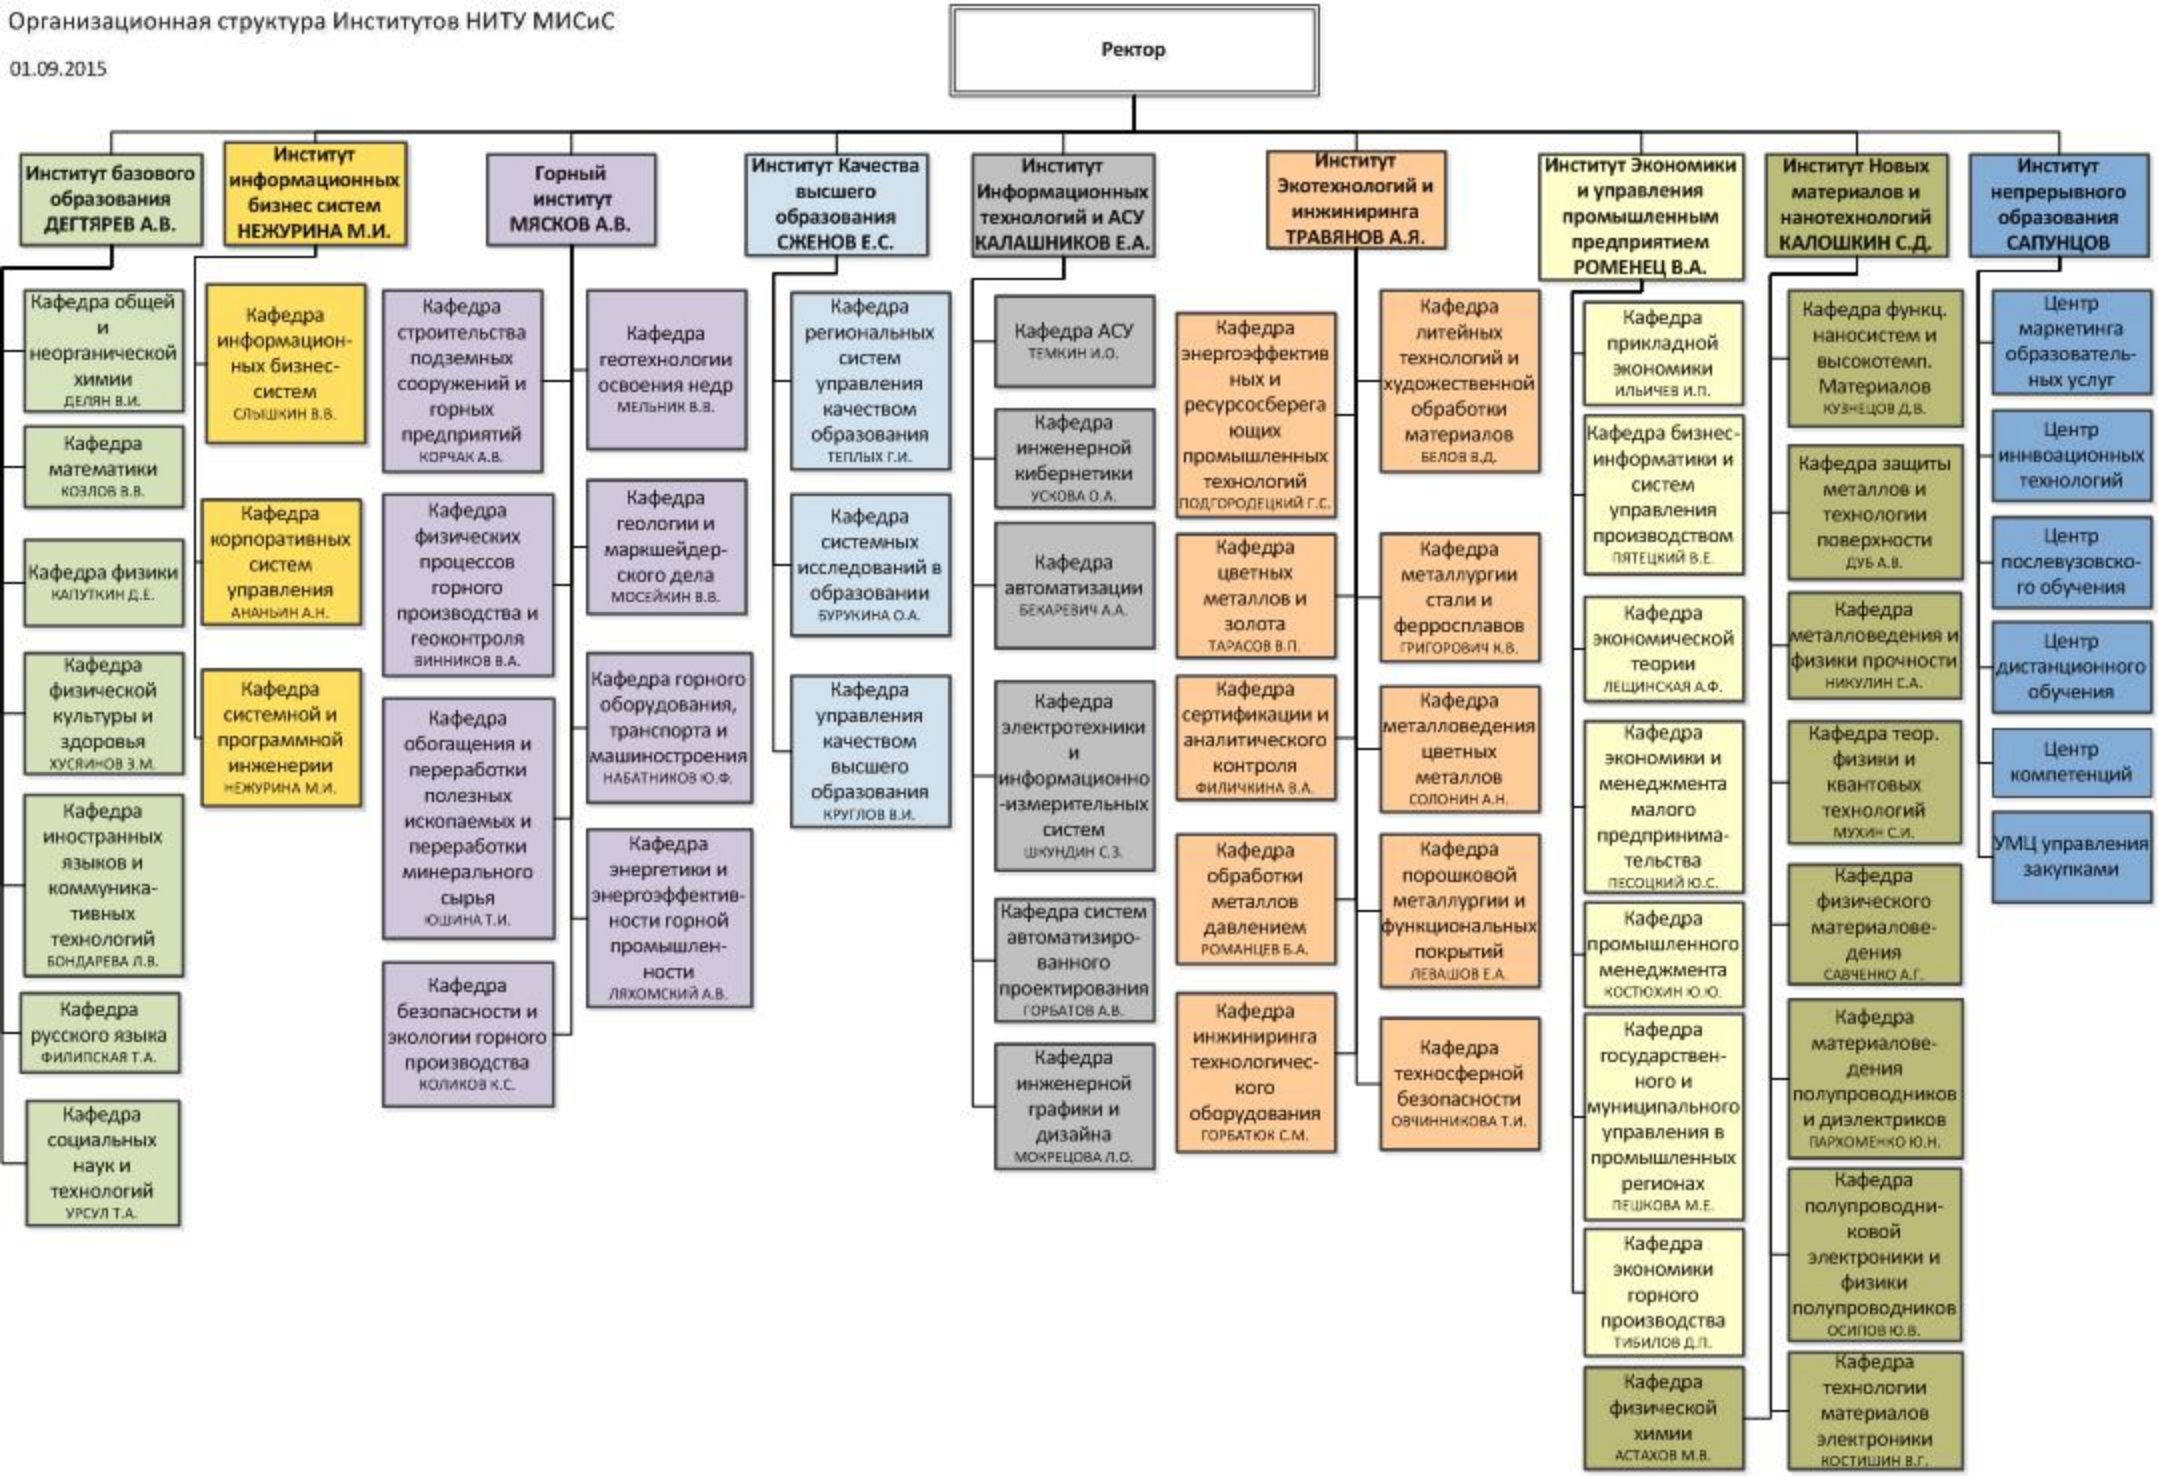 Организационная структура Институтов НИТУ МИСиС
01.09.2015
Ректор
Институт базового
образования
ДЕГТЯРЕВ А.В.
Кафедра общей
и
неорганической
химии
ДЕЛЯН В.И.
Кафедра
математики
КОЗЛОВ В.В.
Кафедра физики
КАПУТКИН Д.Е.
Кафедра
физической
культуры и
здоровья
ХУСЯИНОВ З.М.
Кафедра
иностранных
языков и
коммуника-
тивных
технологий
БОНДАРЕВА Л.В.
Кафедра
русского языка
ФИЛИПСКАЯ Т.А.
Кафедра
социальных
наук и
технологий
УРСУЛ Т.А.
Институт
информационных
бизнес систем
НЕЖУРИНА М.И.
Кафедра
информацион-
ных бизнес-
систем
СЛЫШКИН В.В.
Кафедра
корпоративных
систем
управления
АНАНЬИН А.Н.
Кафедра
системной и
программной
инженерии
НЕЖУРИНА М.И.
Горный
институт
МЯСКОВ А.В.
Кафедра
строительства
подземных
сооружений и
горных
предприятий
КОРЧАК А.В.
Кафедра
физических
процессов
горного
производства и
геоконтроля
ВИННИКОВ В.А.
Кафедра
обогащения и
переработки
полезных
ископаемых и
переработки
минерального
сырья
ЮШИНА Т.И.
Кафедра
безопасности и
экологии горного
производства
КОЛИКОВ К.С.
Кафедра
геотехнологии
освоения недр
МЕЛЬНИК В.В.
Кафедра
геологии и
маркшейдер-
ского дела
МОСЕЙКИН В.В.
Кафедра горного
оборудования,
транспорта и
машиностроения
НАБАТНИКОВ Ю.Ф.
Кафедра
энергетики и
энергоэффектив-
ности горной
промышлен-
ности
ЛЯХОМСКИЙ А.В.
Институт Качества
высшего
образования
СЖЕНОВ Е.С.
Кафедра
региональных
систем
управления
качеством
образования
ТЕПЛЫХ Г.И.
Кафедра
системных
исследований в
образовании
БУРУКИНА О.А.
Кафедра
управления
качеством
высшего
образования
КРУГЛОВ В.И.
Институт
Информационных
технологий и АСУ
КАЛАШНИКОВ Е.А.
Кафедра АСУ
ТЕМКИН И.О.
Кафедра
инженерной
кибернетики
УСКОВА О.А.
Кафедра
автоматизации
БЕКАРЕВИЧ А.А.
Кафедра
электротехники
и
информационно
-измерительных
систем
ШКУНДИН С.З.
Кафедра систем
автоматизиро-
ванного
проектирования
ГОРБАТОВ А.В.
Кафедра
инженерной
графики и
дизайна
МОКРЕЦОВА Л.О.
Институт
Экотехнологий и
инжиниринга
ТРАВЯНОВ А.Я.
Кафедра
энергоэффектив
ных и
ресурсосберега
ющих
промышленных
технологий
ПОДГОРОДЕЦКИЙ Г.С.
Кафедра
цветных
металлов и
золота
ТАРАСОВ В.П.
Кафедра
сертификации и
аналитического
контроля
ФИЛИЧКИНА В.А.
Кафедра
обработки
металлов
давлением
РОМАНЦЕВ Б.А.
Кафедра
инжиниринга
технологичес-
кого
оборудования
ГОРБАТЮК С.М.
Кафедра
литейных
технологий и
художественной
обработки
материалов
БЕЛОВ В.Д.
Кафедра
металлургии
стали и
ферросплавов
ГРИГОРОВИЧ К.В.
Кафедра
металловедения
цветных
металлов
СОЛОНИН А.Н.
Кафедра
порошковой
металлургии и
функциональных
покрытий
ЛЕВАШОВ Е.А.
Кафедра
техносферной
безопасности
ОВЧИННИКОВА Т.И.
Институт Экономики
и управления
промышленным
предприятием
РОМЕНЕЦ В.А.
Кафедра
прикладной
экономики
ИЛЬИЧЕВ И.П.
Кафедра бизнес-
информатики и
систем
управления
производством
ПЯТЕЦКИЙ В.Е.
Кафедра
экономической
теории
ЛЕЩИНСКАЯ А.Ф.
Кафедра
экономики и
менеджмента
малого
предпринима-
тельства
ПЕСОЦКИЙ Ю.С.
Кафедра
промышленного
менеджмента
КОСТЮХИН Ю.Ю.
Кафедра
государствен-
ного и
муниципального
управления в
промышленных
регионах
ПЕШКОВА М.Е.
Кафедра
экономики
горного
производства
ТИБИЛОВ Д.П.
Кафедра
физической
химии
АСТАХОВ М.В.
Институт Новых
материалов и
нанотехнологий
КАЛОШКИН С.Д.
Кафедра функц.
наносистем и
высокотемп.
Материалов
КУЗНЕЦОВ Д.В.
Кафедра защиты
металлов и
технологии
поверхности
ДУБ А.В.
Кафедра
металловедения и
физики прочности
НИКУЛИН С.А.
Кафедра теор.
физики и
квантовых
технологий
МУХИН С.И.
Кафедра
физического
материалове-
дения
САВЧЕНКО А.Г.
Кафедра
материалове-
дения
полупроводников
и диэлектриков
ПАРХОМЕНКО Ю.Н.
Кафедра
полупроводни-
ковой
электроники и
физики
полупроводников
ОСИПОВ Ю.В.
Кафедра
технологии
материалов
электроники
КОСТИШИН В.Г.
Институт
непрерывного
образования
САПУНЦОВ
Центр
маркетинга
образователь-
ных услуг
Центр
иннвоационных
технологий
Центр
послевузовско-
го обучения
Центр
дистанционного
обучения
Центр
компетенций
УМЦ управления
закупками